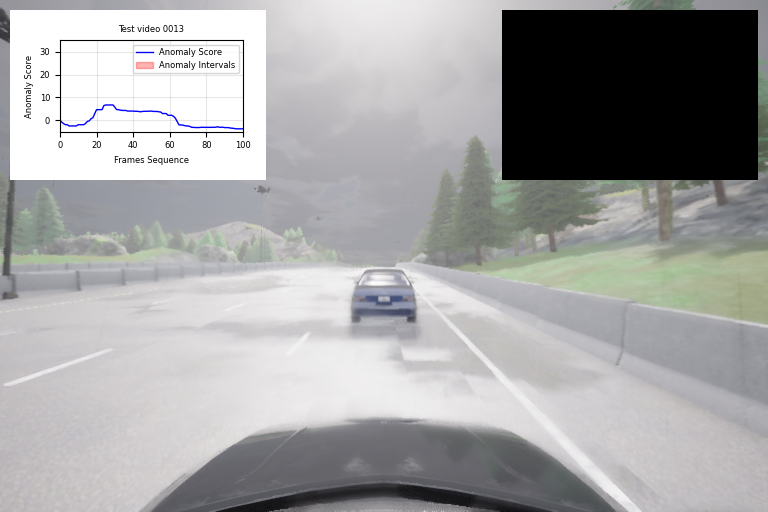 Test video 0013
Anomaly Score
30
20
10
0
Anomaly Score
Anomaly Intervals
0 20 40 60 80 100
Frames Sequence